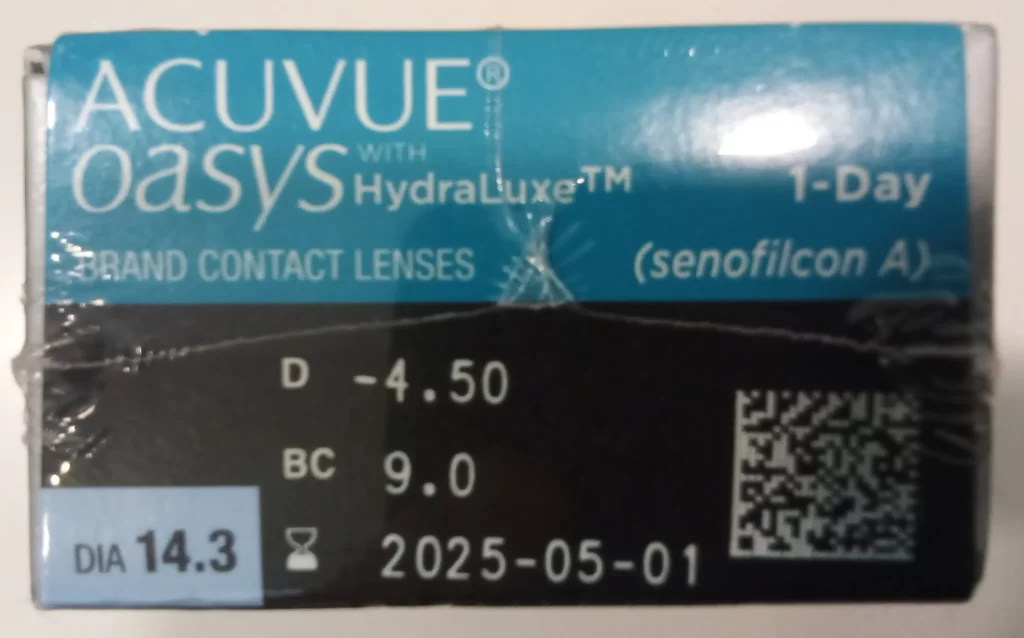 ACUVUE®
oasys WITH HydraLuxe™ 1-Day
BRAND CONTACT LENSES (senofilcon A)
D -4.50
BC 9.0
DIA 14.3
2025-05-01